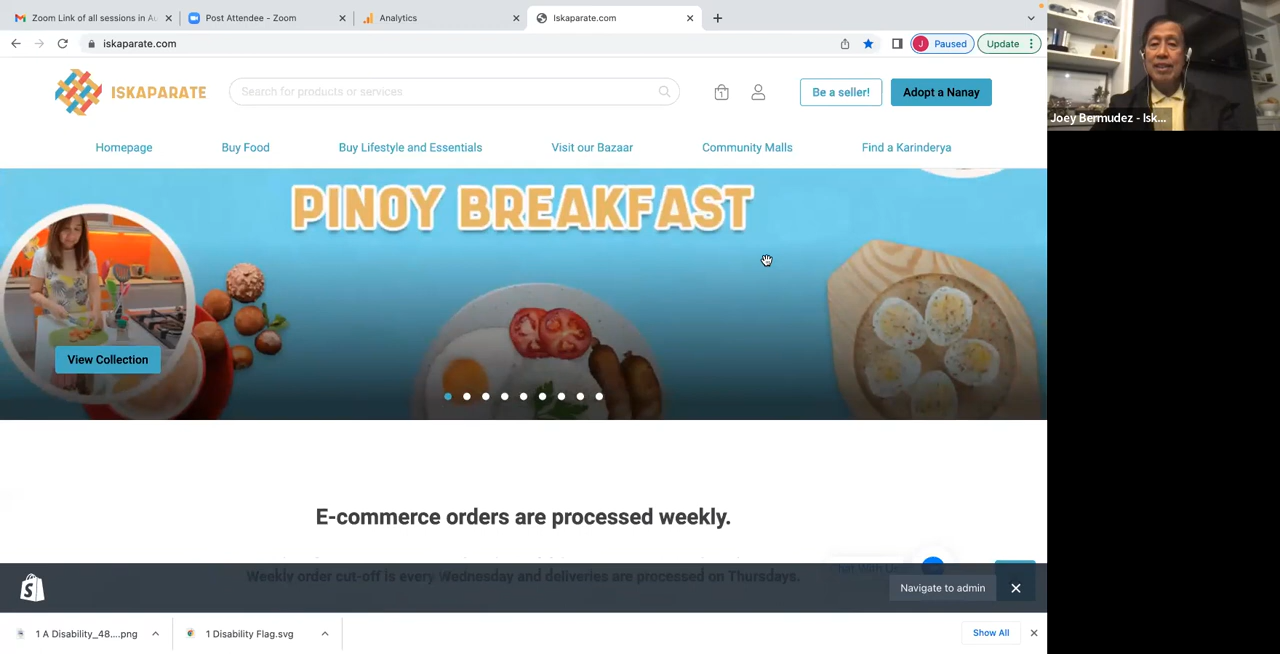 Zoom Link of all sessions in Au
Post Attendee - Zoom
Analytics
Iskaparate.com
iskaparate.com
J
Paused
Update
ISKAPARATE
Search for products or services
1
Be a seller!
Adopt a Nanay
Homepage
Buy Food
Buy Lifestyle and Essentials
Visit our Bazaar
Community Malls
Find a Karinderya
PINOY BREAKFAST
View Collection
E-commerce orders are processed weekly.
Weekly order cut-off is every Wednesday and deliveries are processed on Thursdays.
Navigate to admin
1 A Disability_48....png
1 Disability Flag.svg
Show All
Joey Bermudez - Isk...